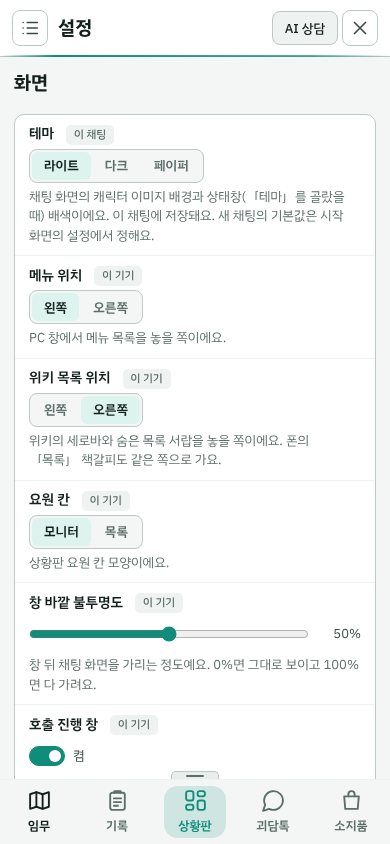 설정
AI 상담
화면
테마 이 채팅
라이트 다크 페이퍼
채팅 화면의 캐릭터 이미지 배경과 상태창(「테마」를 골랐을
때) 배색이에요. 이 채팅에 저장돼요. 새 채팅의 기본값은 시작
화면의 설정에서 정해요.
메뉴 위치 이 기기
왼쪽 오른쪽
PC 창에서 메뉴 목록을 놓을 쪽이에요.
위키 목록 위치 이 기기
왼쪽 오른쪽
위키의 세로바와 숨은 목록 서랍을 놓을 쪽이에요. 폰의
「목록」 책갈피도 같은 쪽으로 가요.
요원 칸 이 기기
모니터 목록
상황판 요원 칸 모양이에요.
창 바깥 불투명도 이 기기
50%
창 뒤 채팅 화면을 가리는 정도예요. 0%면 그대로 보이고 100%
면 다 가려요.
호출 진행 창 이 기기
켬
임무 기록 상황판 괴담톡 소지품